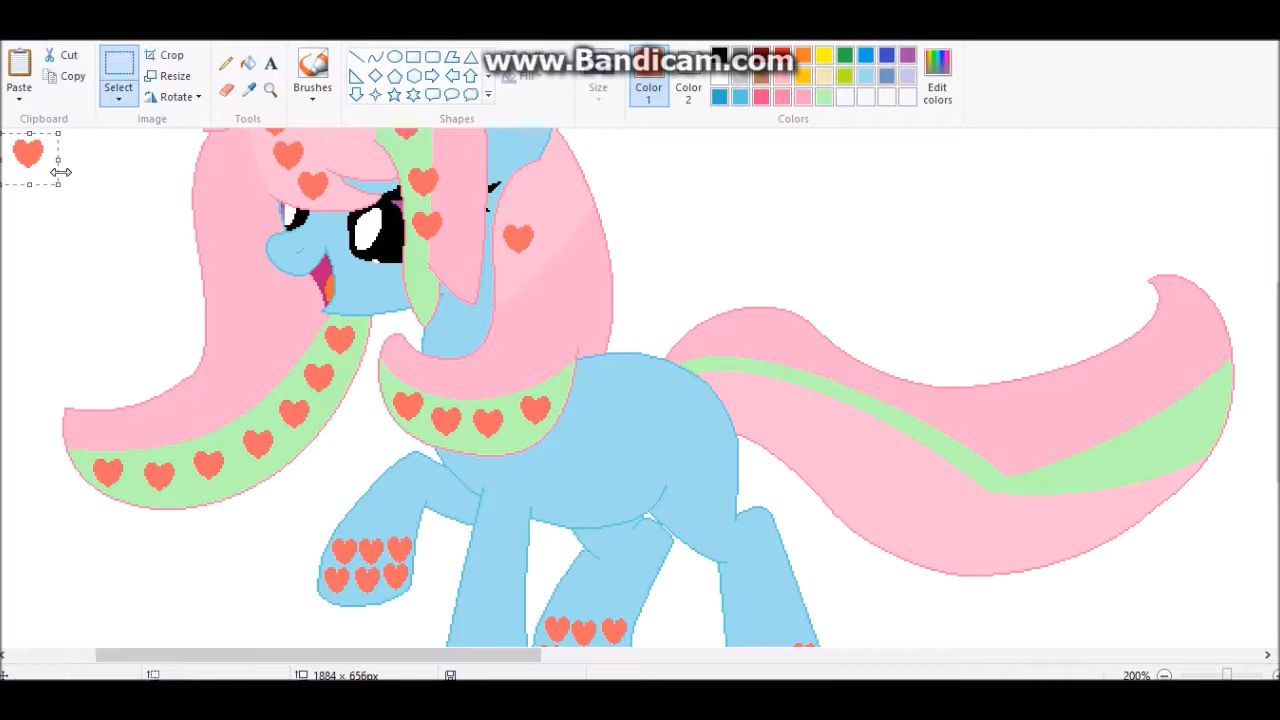 www.Bandicam.com
Cut
Crop
Copy
Resize
Paste
Select
Rotate
Brushes
Fill
Size
Color 1
Color 2
Edit colors
Clipboard
Image
Tools
Shapes
Colors
1884 × 656px
200%